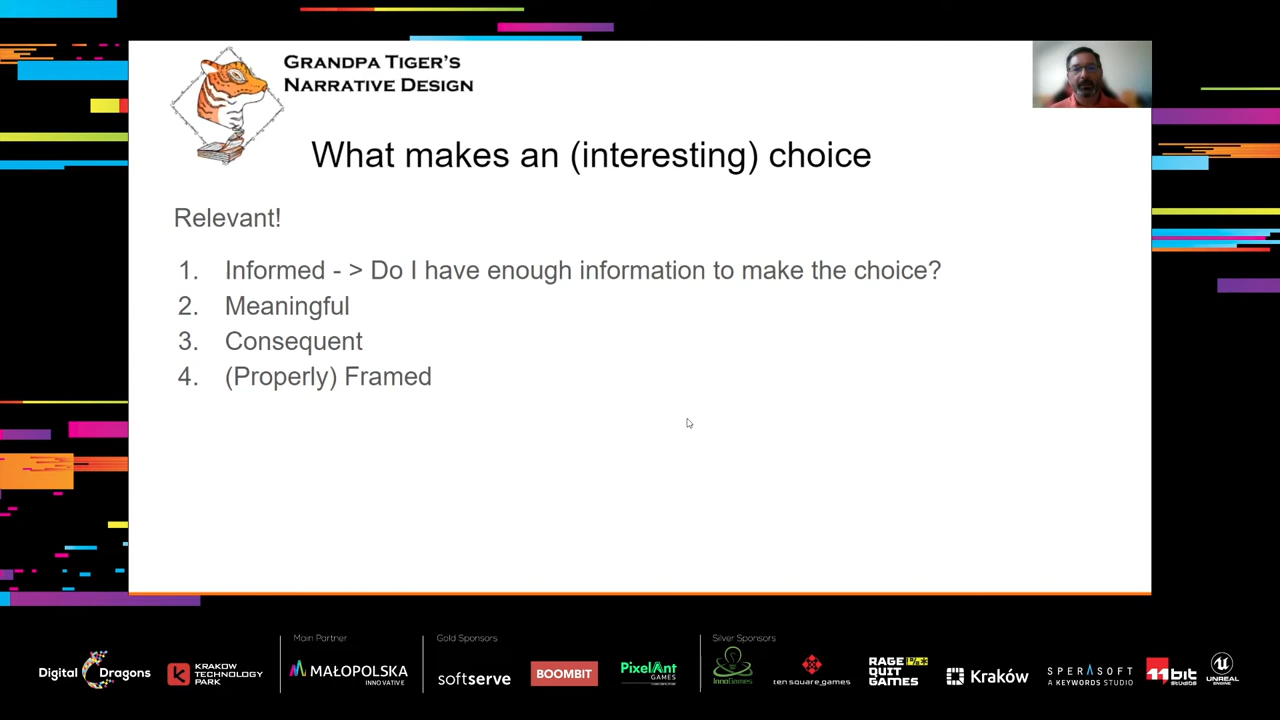 GRANDPA TIGER'S
NARRATIVE DESIGN
What makes an (interesting) choice
Relevant!
1. Informed - > Do I have enough information to make the choice?
2. Meaningful
3. Consequent
4. (Properly) Framed
Main Partner
Gold Sponsors
Silver Sponsors
Digital Dragons
KRAKOW
TECHNOLOGY
PARK
MAŁOPOLSKA
INNOVATIVE
softserve
BOOMBIT
PixelAnt
GAMES
InnoGames
ten square games
RAGE
QUIT
GAMES
Kraków
SPERASOFT
A KEYWORDS STUDIO
11bit
STUDIOS
UNREAL
ENGINE